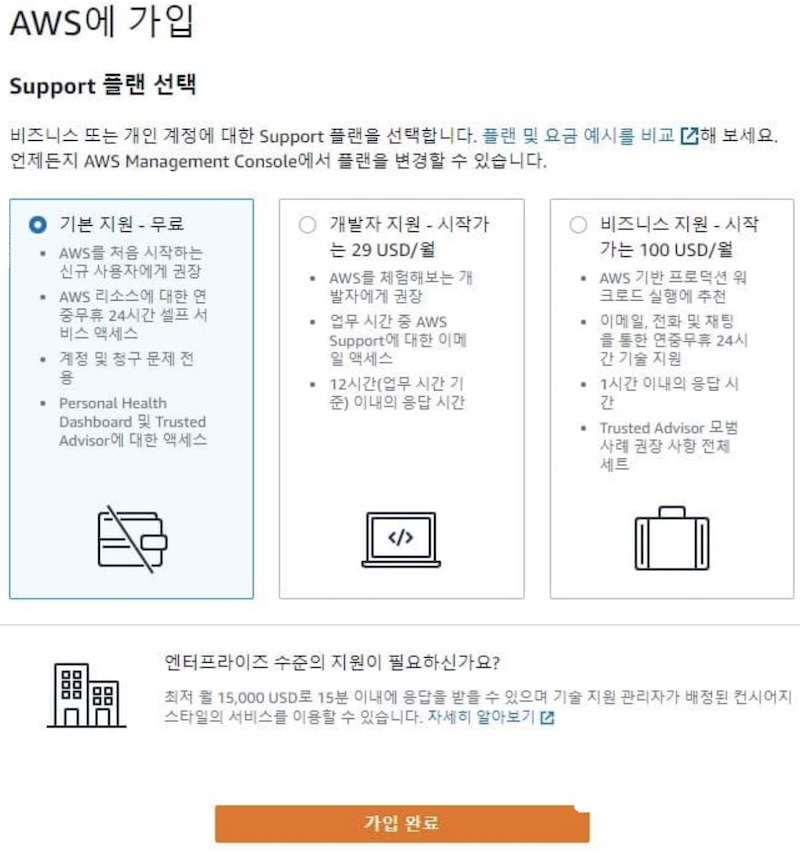 AWS에 가입
Support 플랜 선택
비즈니스 또는 개인 계정에 대한 Support 플랜을 선택합니다. 플랜 및 요금 예시를 비교 해 보세요.
언제든지 AWS Management Console에서 플랜을 변경할 수 있습니다.
기본 지원 - 무료
• AWS를 처음 시작하는
신규 사용자에게 권장
• AWS 리소스에 대한 연
중무휴 24시간 셀프 서
비스 액세스
• 계정 및 청구 문제 전
용
• Personal Health
Dashboard 및 Trusted
Advisor에 대한 액세스
개발자 지원 - 시작가
는 29 USD/월
• AWS를 체험해보는 개
발자에게 권장
• 업무 시간 중 AWS
Support에 대한 이메
일 액세스
• 12시간(업무 시간 기
준) 이내의 응답 시간
</>
비즈니스 지원 - 시작
가는 100 USD/월
• AWS 기반 프로덕션 워
크로드 실행에 추천
• 이메일, 전화 및 채팅
을 통한 연중무휴 24시
간 기술 지원
• 1시간 이내의 응답 시
간
• Trusted Advisor 모범
사례 권장 사항 전체
세트
엔터프라이즈 수준의 지원이 필요하신가요?
최저 월 15,000 USD로 15분 이내에 응답을 받을 수 있으며 기술 지원 관리자가 배정된 컨시어지
스타일의 서비스를 이용할 수 있습니다. 자세히 알아보기
가입 완료